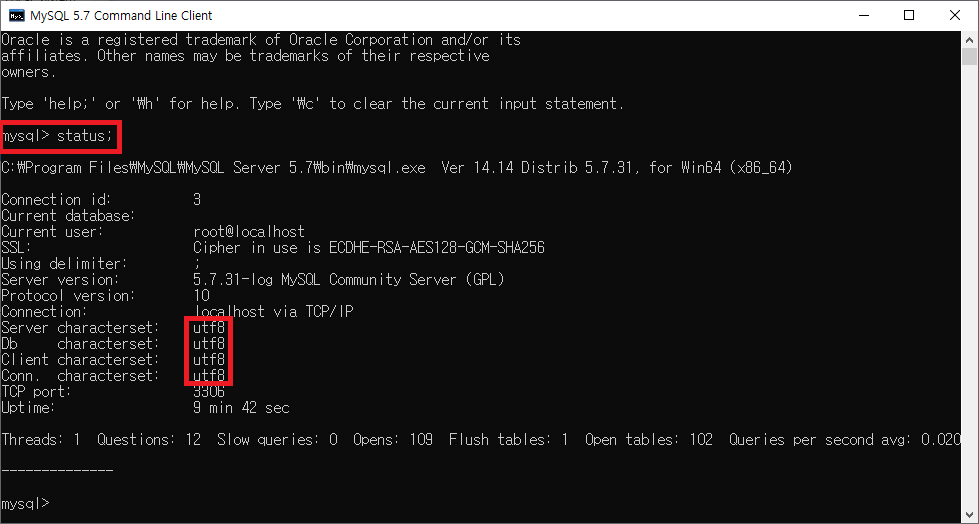 MySQL 5.7 Command Line Client
Oracle is a registered trademark of Oracle Corporation and/or its
affiliates. Other names may be trademarks of their respective
owners.
Type 'help;' or '₩h' for help. Type '₩c' to clear the current input statement.
mysql> status;
C:₩Program Files₩MySQL₩MySQL Server 5.7₩bin₩mysql.exe  Ver 14.14 Distrib 5.7.31, for Win64 (x86_64)
Connection id:          3
Current database:
Current user:           root@localhost
SSL:                    Cipher in use is ECDHE-RSA-AES128-GCM-SHA256
Using delimiter:        ;
Server version:         5.7.31-log MySQL Community Server (GPL)
Protocol version:       10
Connection:             localhost via TCP/IP
Server characterset:    utf8
Db     characterset:    utf8
Client characterset:    utf8
Conn.  characterset:    utf8
TCP port:               3306
Uptime:                 9 min 42 sec
Threads: 1  Questions: 12  Slow queries: 0  Opens: 109  Flush tables: 1  Open tables: 102  Queries per second avg: 0.020
--------------
mysql>